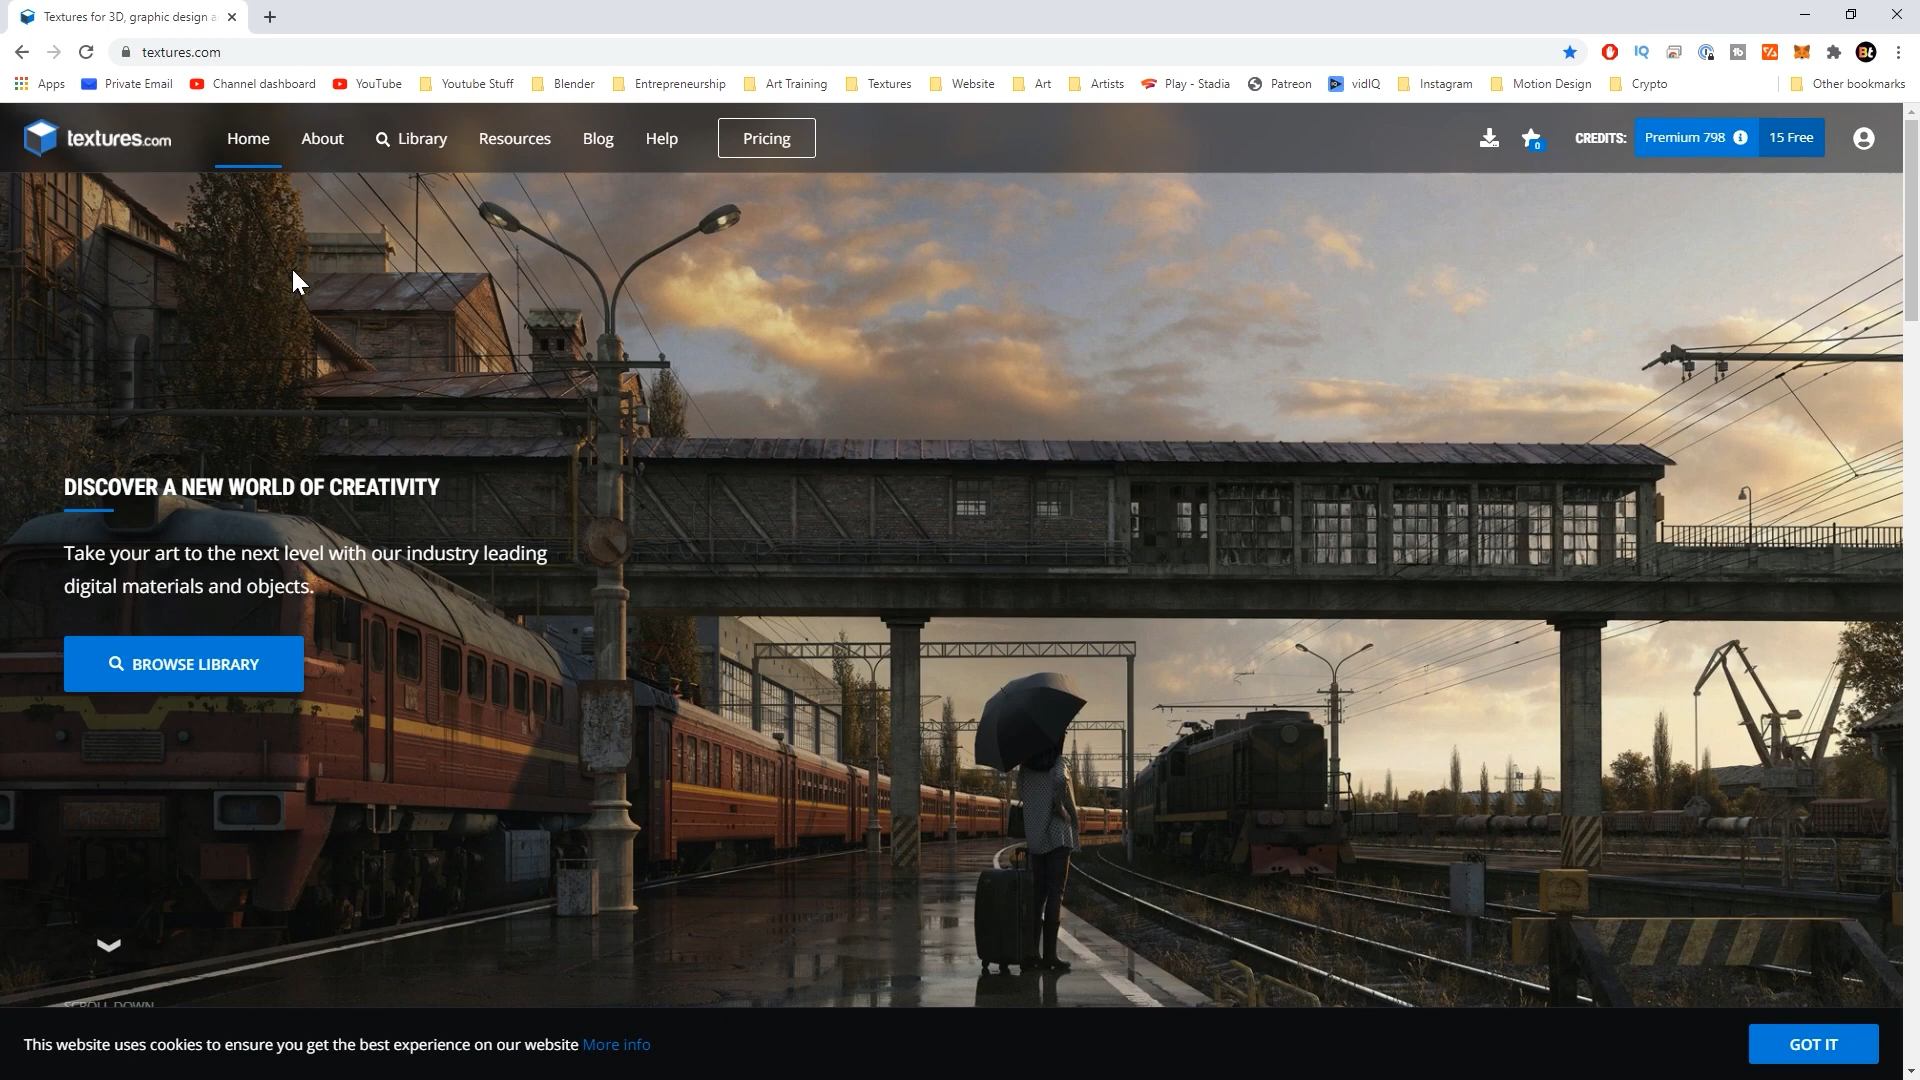 Textures for 3D, graphic design a
textures.com
Apps
Private Email
Channel dashboard
YouTube
Youtube Stuff
Blender
Entrepreneurship
Art Training
Textures
Website
Art
Artists
Play - Stadia
Patreon
vidIQ
Instagram
Motion Design
Crypto
Other bookmarks
textures.com
Home
About
Library
Resources
Blog
Help
Pricing
0
CREDITS:
Premium 798
15 Free
DISCOVER A NEW WORLD OF CREATIVITY
Take your art to the next level with our industry leading
digital materials and objects.
BROWSE LIBRARY
SCROLL DOWN
This website uses cookies to ensure you get the best experience on our website More info
GOT IT